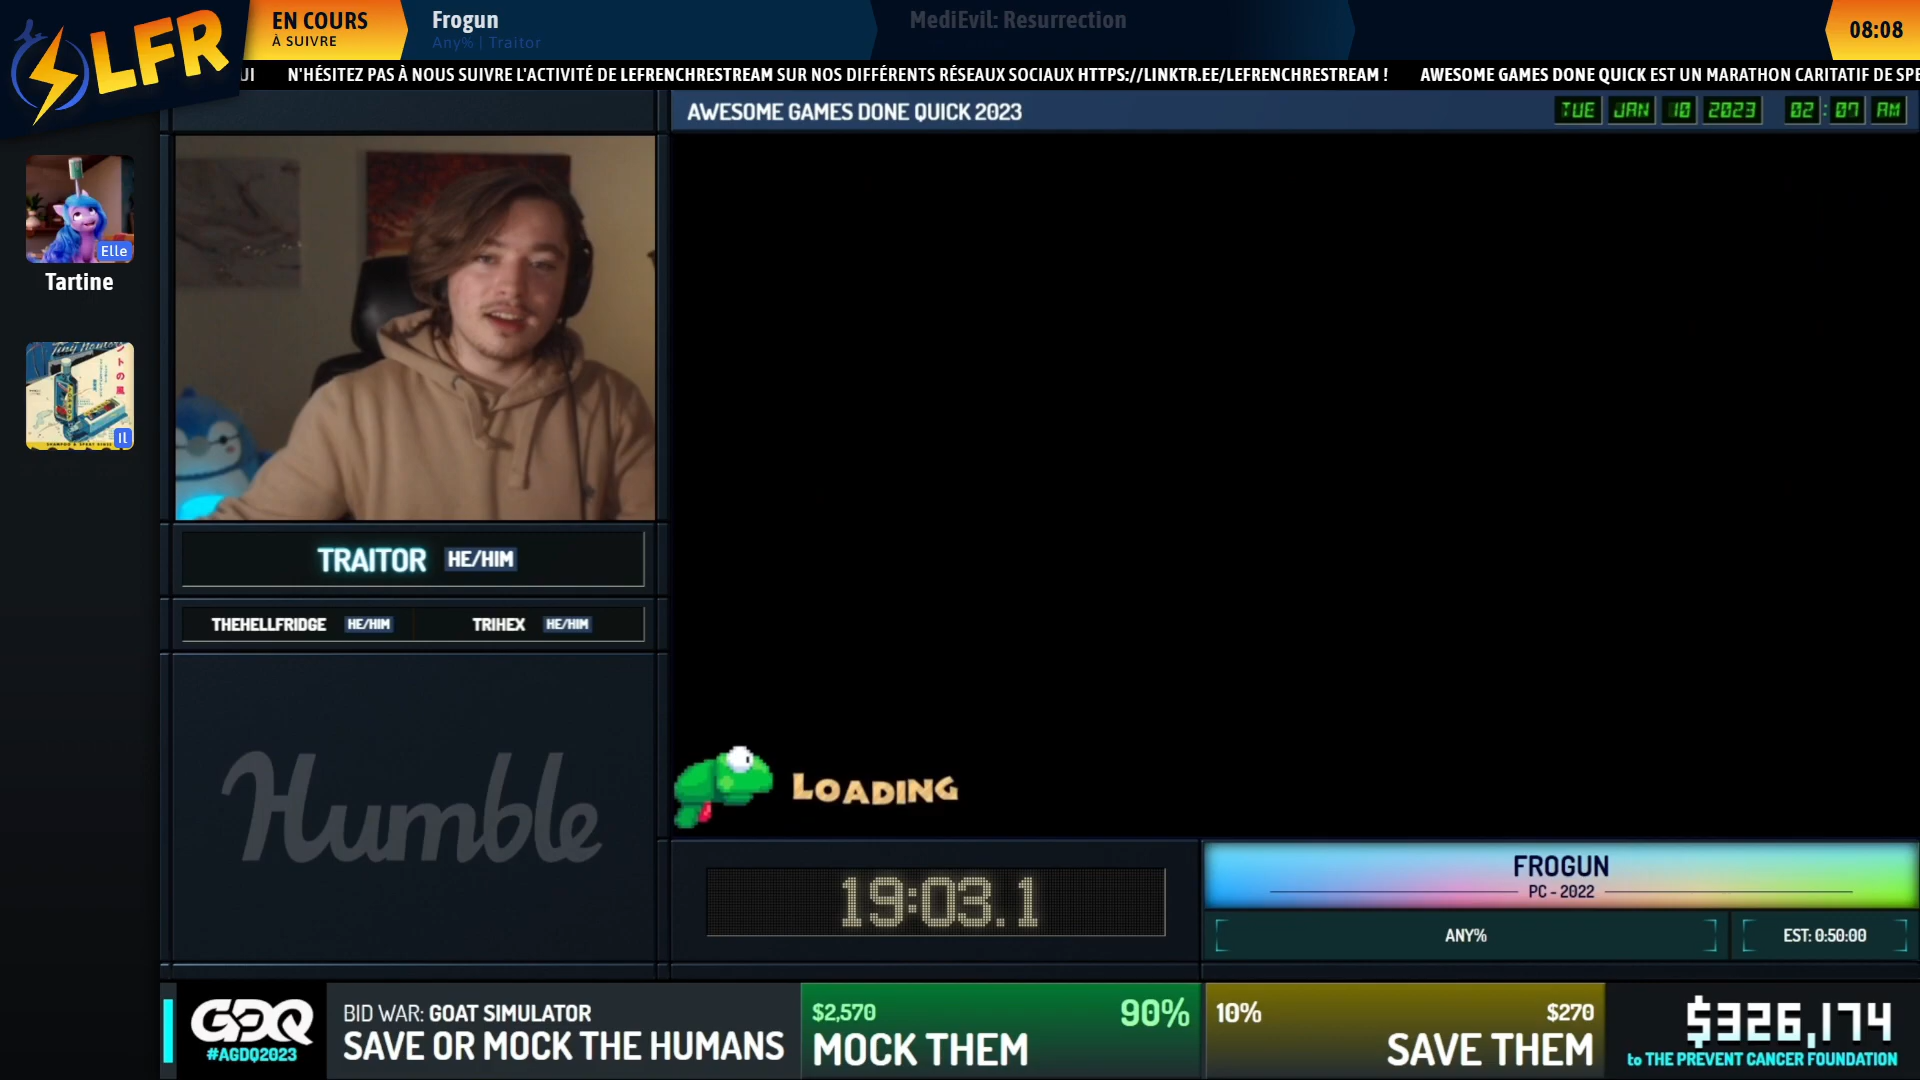 LFR
EN COURS
À SUIVRE
Frogun
Any% | Traitor
MediEvil: Resurrection
08:08
UI N'HÉSITEZ PAS À NOUS SUIVRE L'ACTIVITÉ DE LEFRENCHRESTREAM SUR NOS DIFFÉRENTS RÉSEAUX SOCIAUX HTTPS://LINKTR.EE/LEFRENCHRESTREAM ! AWESOME GAMES DONE QUICK EST UN MARATHON CARITATIF DE SPE
AWESOME GAMES DONE QUICK 2023
TUE JAN 10 2023 02:07 AM
Elle
Tartine
Il
TRAITOR HE/HIM
THEHELLFRIDGE HE/HIM TRIHEX HE/HIM
Humble
LOADING
19:03.1
FROGUN
PC - 2022
ANY%
EST: 0:50:00
GDQ
#AGDQ2023
BID WAR: GOAT SIMULATOR
SAVE OR MOCK THE HUMANS
$2,570 90%
MOCK THEM
10% $270
SAVE THEM
$326,174
to THE PREVENT CANCER FOUNDATION